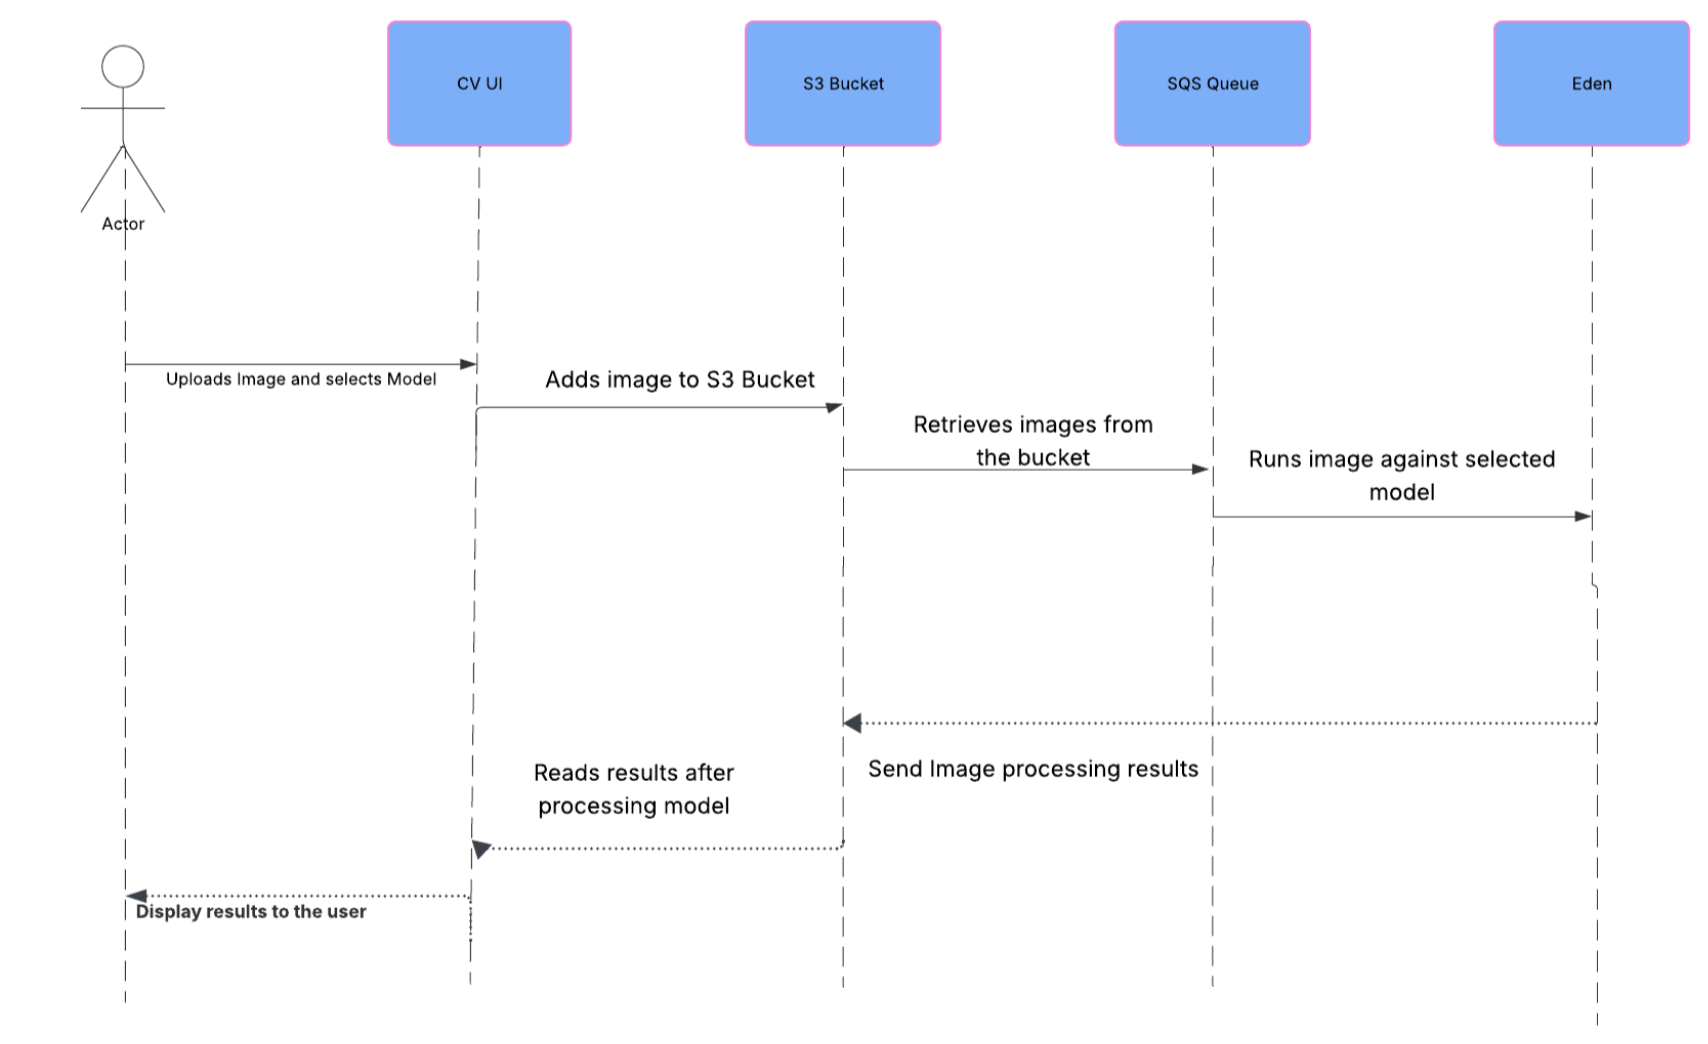 CV UI
S3 Bucket
SQS Queue
Eden
Actor
Uploads Image and selects Model
Adds image to S3 Bucket
Retrieves images from
the bucket
Runs image against selected
model
Send Image processing results
Reads results after
processing model
Display results to the user